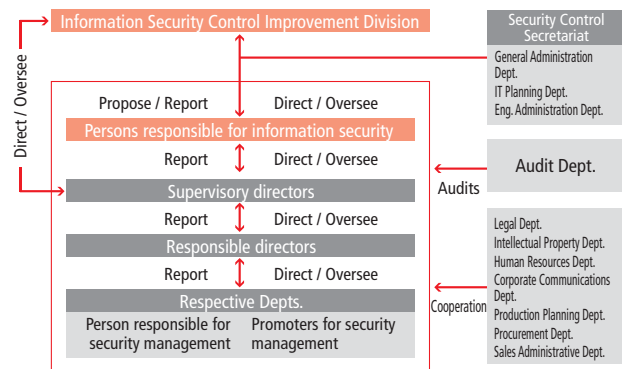 Information Security Control Improvement Division
Direct / Oversee
Propose / Report
Direct / Oversee
Persons responsible for information security
Report
Direct / Oversee
Supervisory directors
Report
Direct / Oversee
Responsible directors
Report
Direct / Oversee
Respective Depts.
Person responsible for
security management
Promoters for security
management
Security Control
Secretariat
General Administration
Dept.
IT Planning Dept.
Eng. Administration Dept.
Audits
Audit Dept.
Cooperation
Legal Dept.
Intellectual Property Dept.
Human Resources Dept.
Corporate Communications
Dept.
Production Planning Dept.
Procurement Dept.
Sales Administrative Dept.